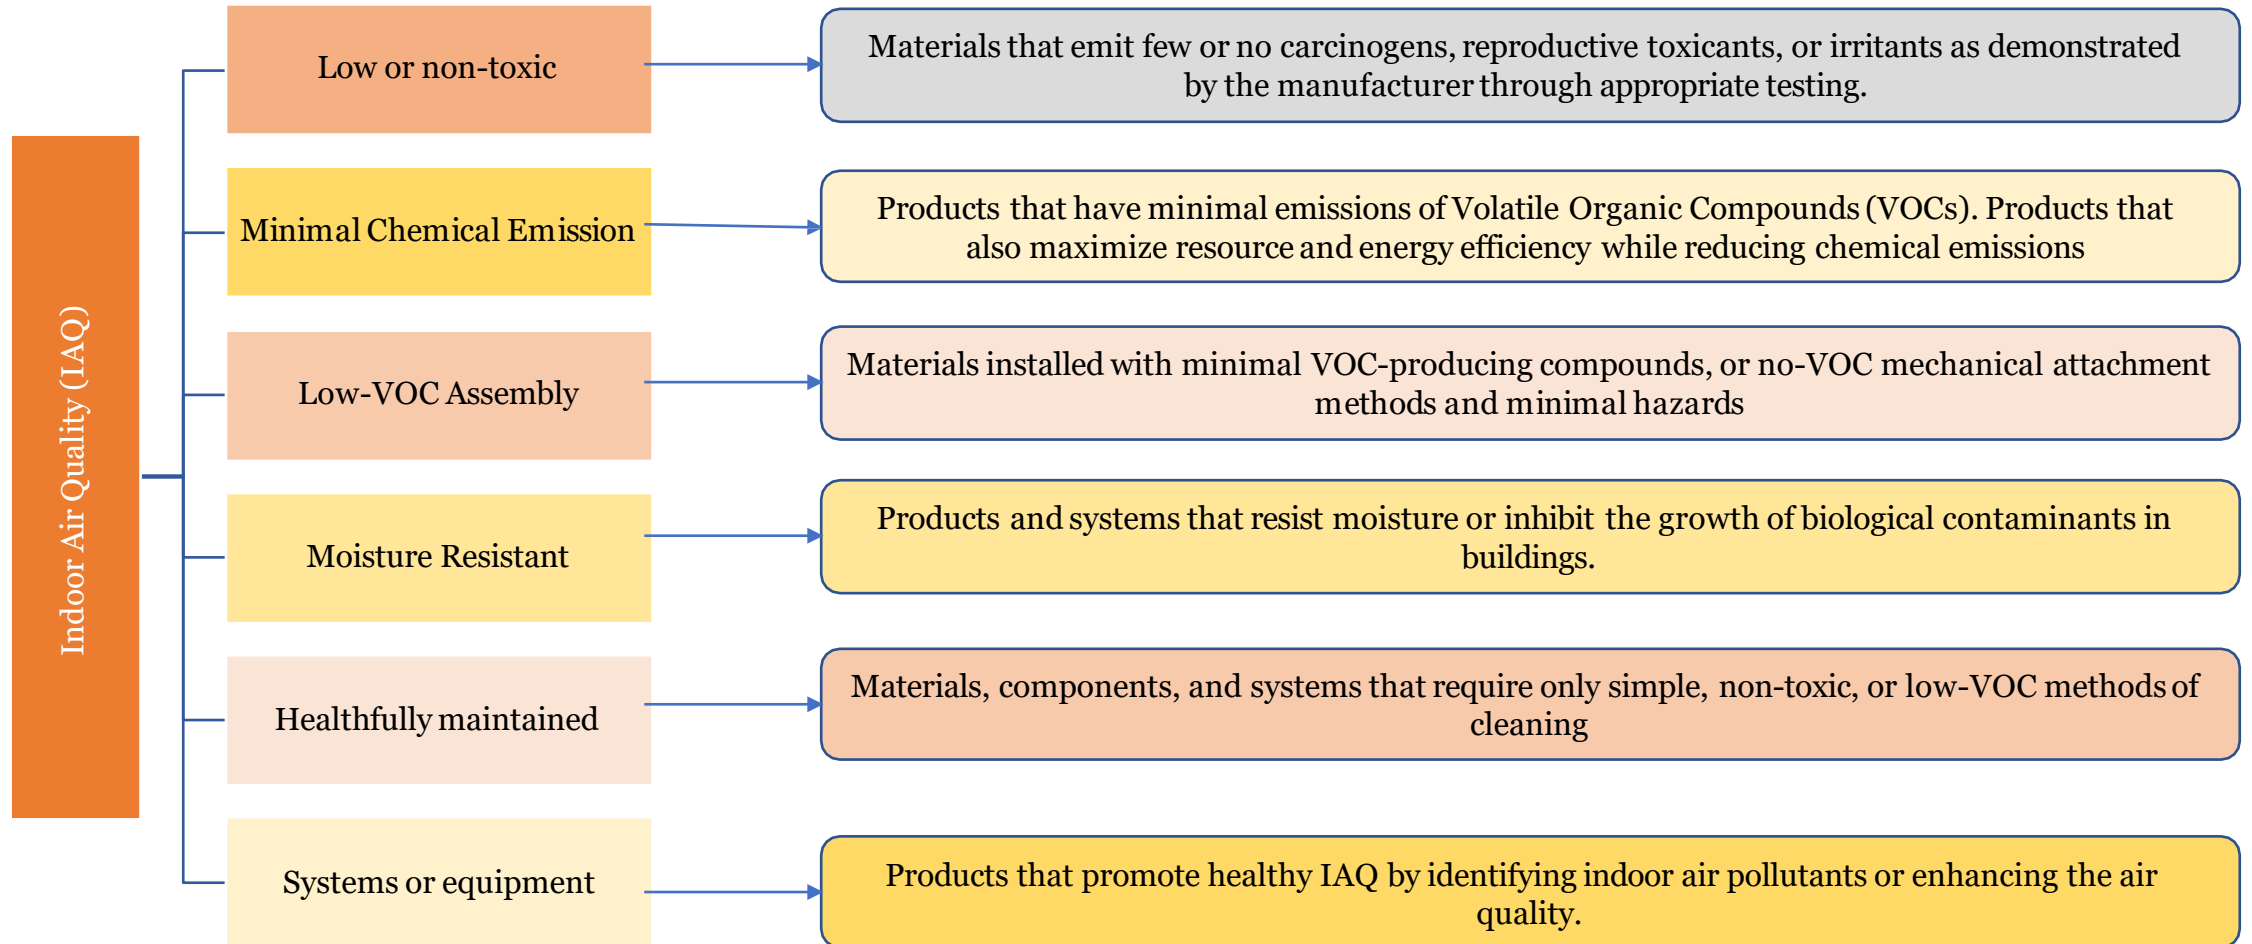 Indoor Air Quality (IAQ)
Low or non-toxic
Materials that emit few or no carcinogens, reproductive toxicants, or irritants as demonstrated
by the manufacturer through appropriate testing.
Minimal Chemical Emission
Products that have minimal emissions of Volatile Organic Compounds (VOCs). Products that
also maximize resource and energy efficiency while reducing chemical emissions
Low-VOC Assembly
Materials installed with minimal VOC-producing compounds, or no-VOC mechanical attachment
methods and minimal hazards
Moisture Resistant
Products and systems that resist moisture or inhibit the growth of biological contaminants in
buildings.
Healthfully maintained
Materials, components, and systems that require only simple, non-toxic, or low-VOC methods of
cleaning
Systems or equipment
Products that promote healthy IAQ by identifying indoor air pollutants or enhancing the air
quality.